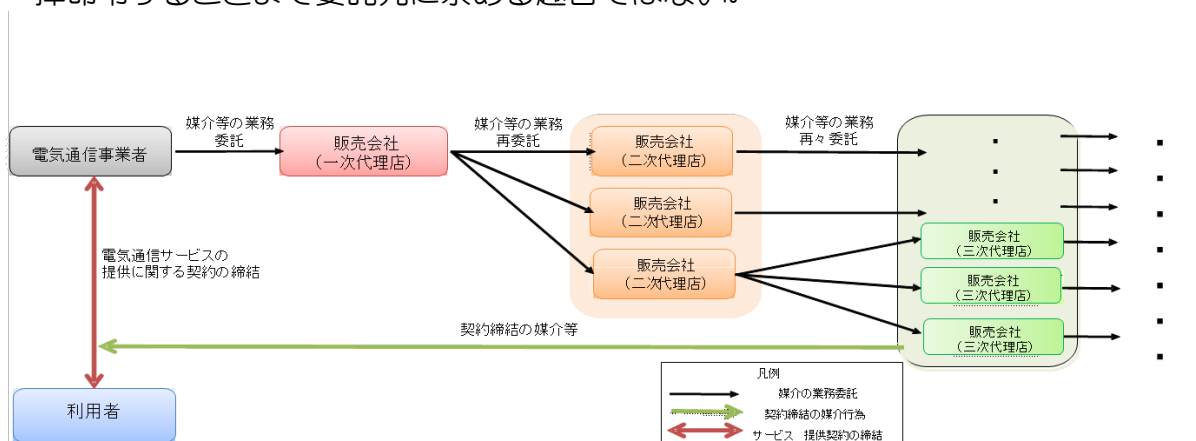 媒介等の業務
委託
媒介等の業務
再委託
媒介等の業務
再々委託
電気通信事業者
販売会社
(一次代理店)
販売会社
(二次代理店)
販売会社
(二次代理店)
販売会社
(二次代理店)
販売会社
(三次代理店)
販売会社
(三次代理店)
販売会社
(三次代理店)
電気通信サービスの
提供に関する契約の締結
契約締結の媒介等
利用者
凡例
媒介の業務委託
契約締結の媒介行為
サービス 提供契約の締結